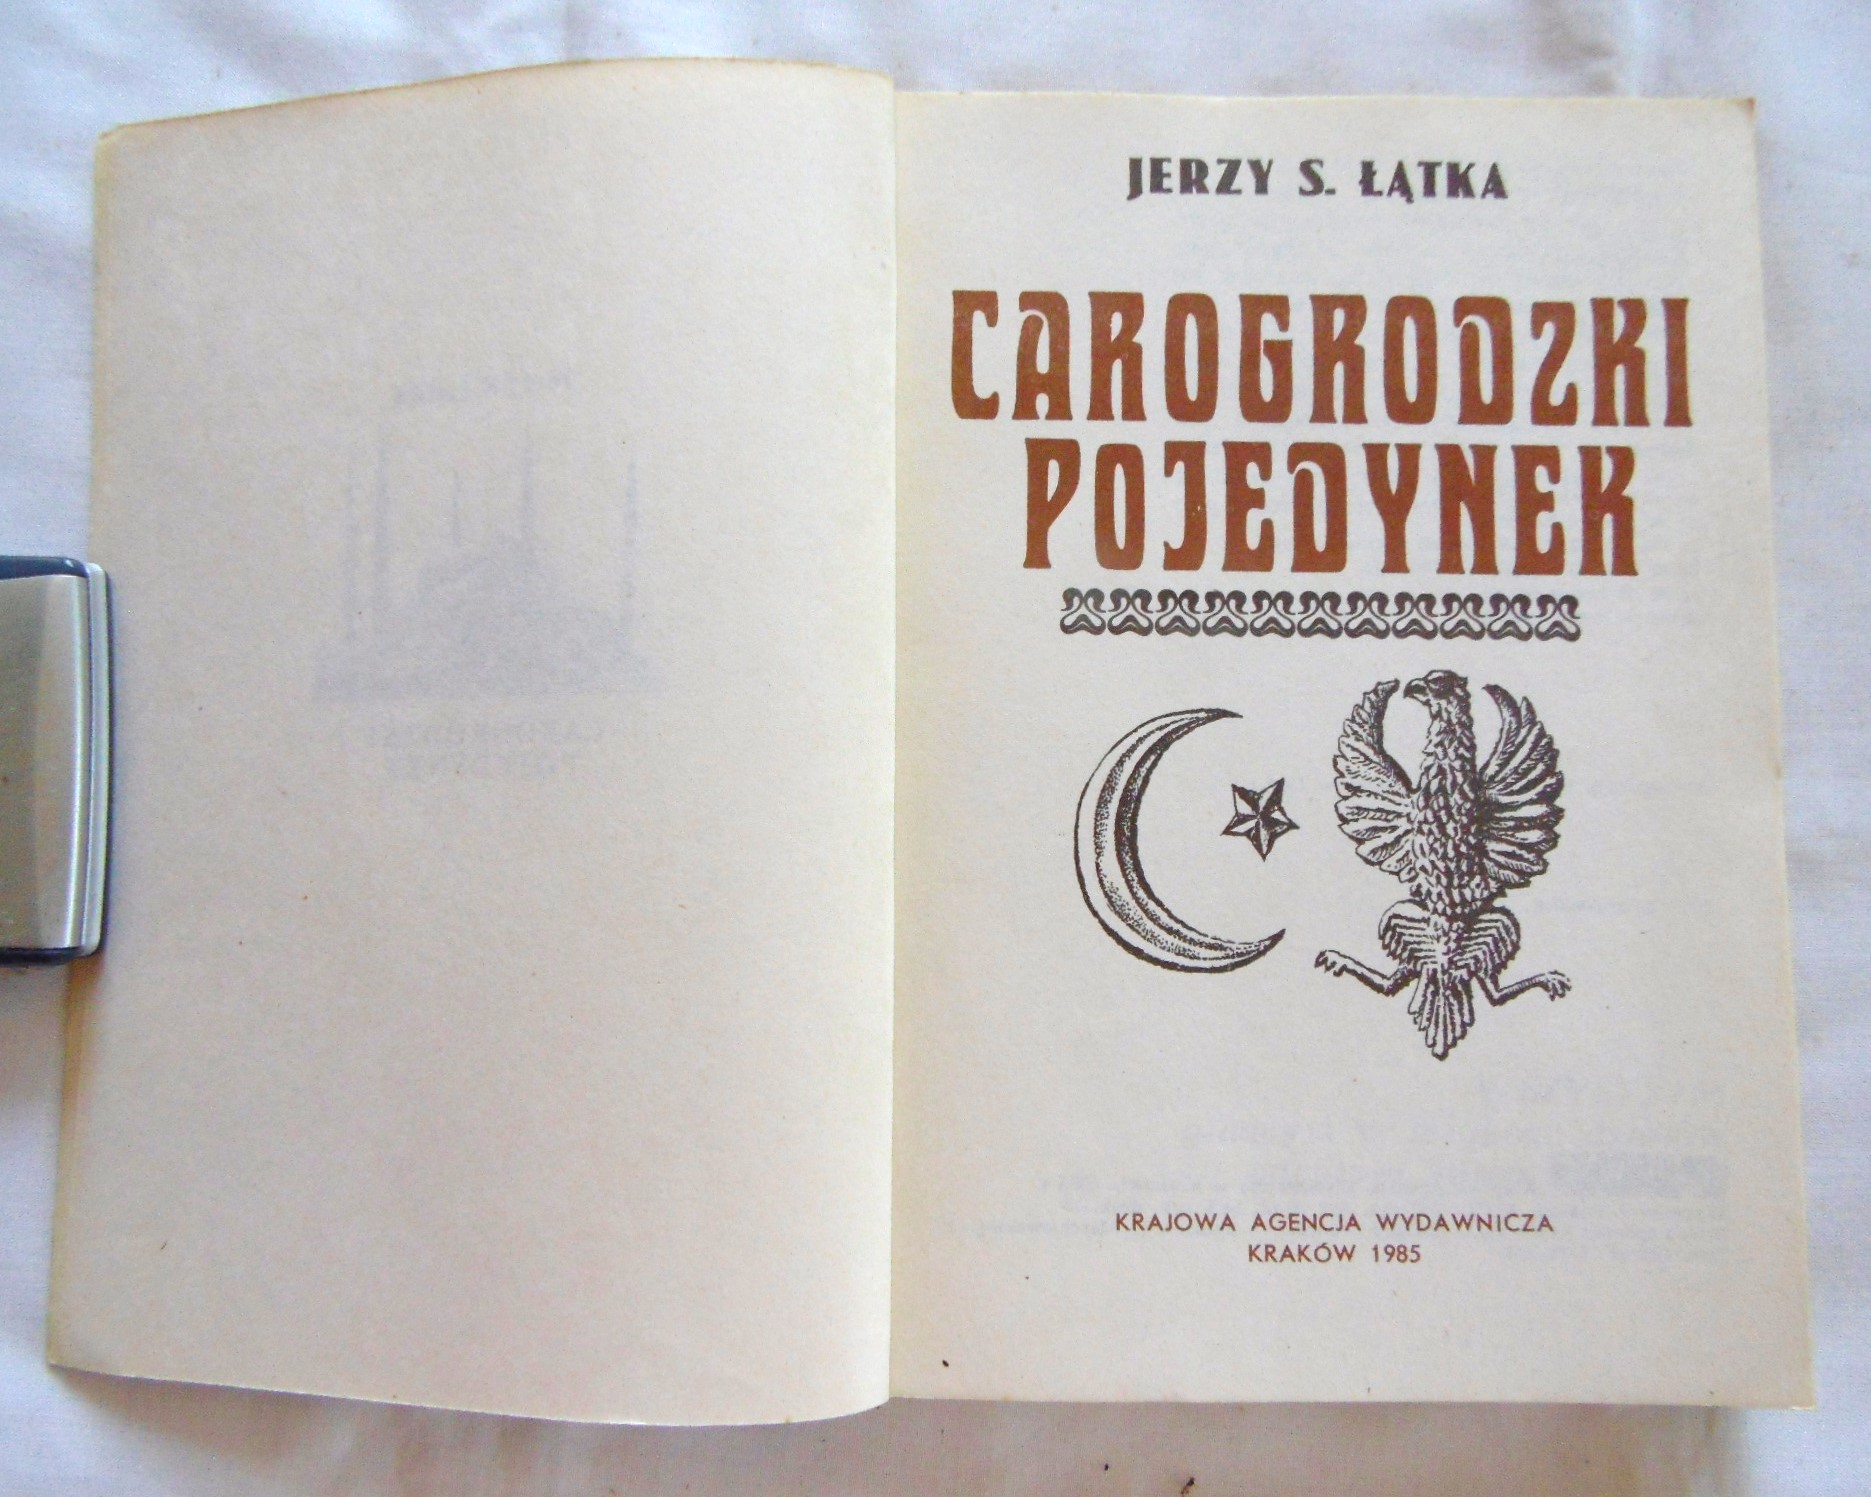 JERZY S. ŁĄTKA
CAROGRODZKI
POJEDYNEK
KRAJOWA AGENCJA WYDAWNICZA
KRAKÓW 1985